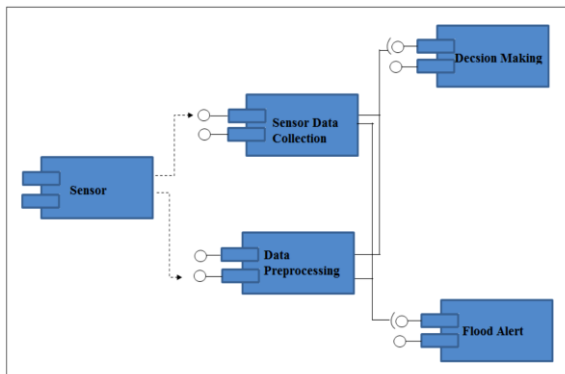 Decsion Making
Sensor Data
Collection
Sensor
Data
Preprocessing
Flood Alert